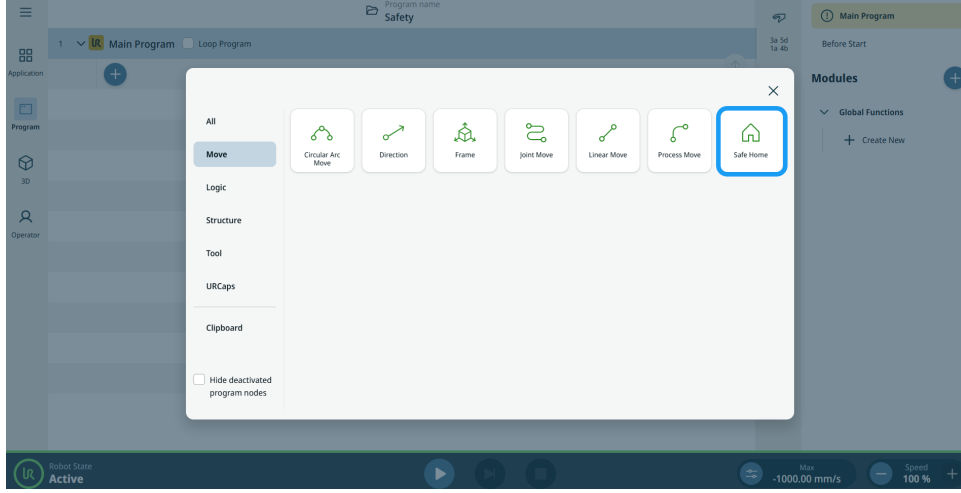 Program name
Safety
1 Main Program Loop Program
3a 5d
1a 4b
Main Program
Before Start
Modules
Global Functions
Create New
Application
Program
3D
Operator
All
Move
Logic
Structure
Tool
URCaps
Clipboard
Hide deactivated
program nodes
Circular Arc
Move
Direction
Frame
Joint Move
Linear Move
Process Move
Safe Home
Robot State
Active
Max
-1000.00 mm/s
Speed
100 %